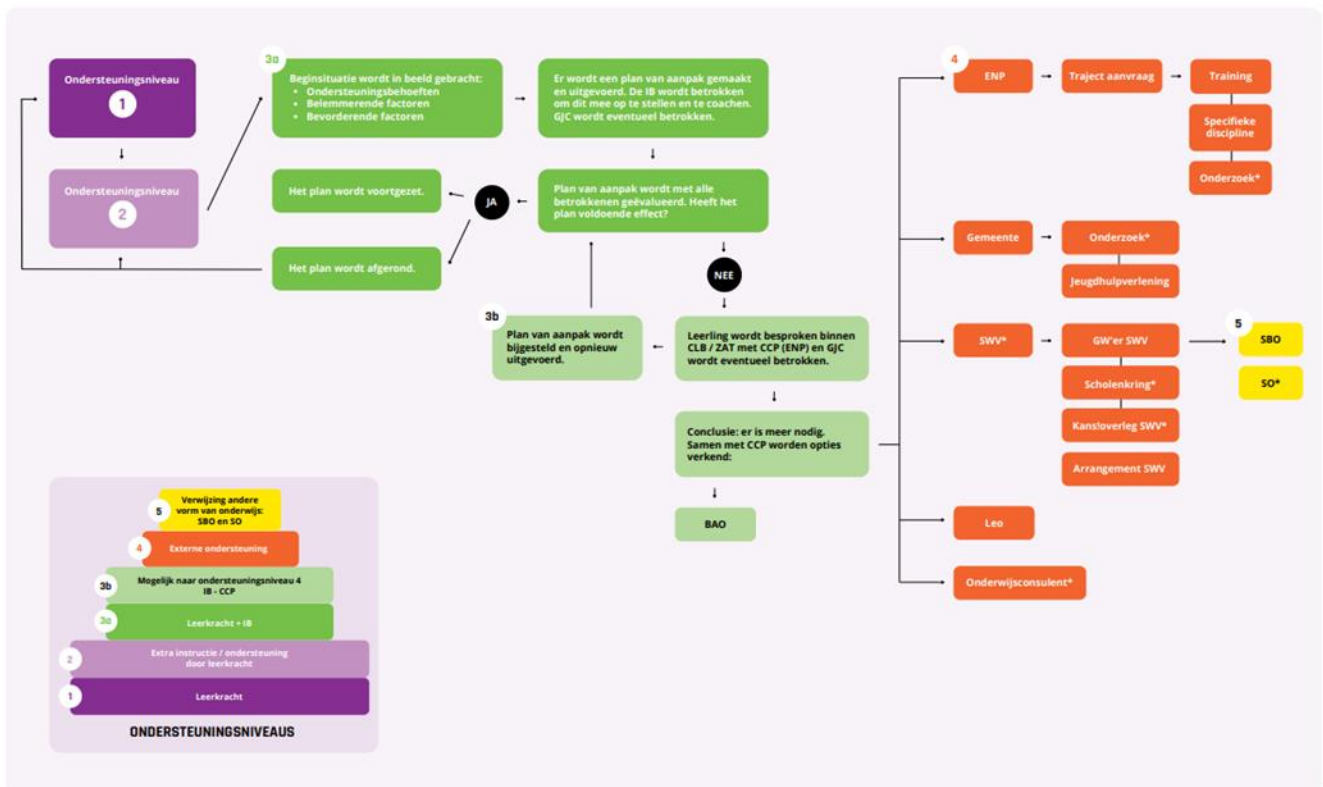 Ondersteuningsniveau
1
Ondersteuningsniveau
2
3a
Beginsituatie wordt in beeld gebracht:
• Ondersteuningsbehoeften
• Belemmerende factoren
• Bevorderende factoren
Er wordt een plan van aanpak gemaakt
en uitgevoerd. De IB wordt betrokken
om dit mee op te stellen en te coachen.
GJC wordt eventueel betrokken.
Het plan wordt voortgezet.
JA
Plan van aanpak wordt met alle
betrokkenen geëvalueerd. Heeft het
plan voldoende effect?
Het plan wordt afgerond.
NEE
3b
Plan van aanpak wordt
bijgesteld en opnieuw
uitgevoerd.
Leerling wordt besproken binnen
CLB / ZAT met CCP (ENP) en GJC
wordt eventueel betrokken.
Conclusie: er is meer nodig.
Samen met CCP worden opties
verkend:
BAO
4
ENP
Traject aanvraag
Training
Specifieke
discipline
Onderzoek*
Gemeente
Onderzoek*
Jeugdhulpverlening
SWV*
GW'er SWV
Scholenkring*
Kans!overleg SWV*
Arrangement SWV
5
SBO
SO*
Leo
Onderwijsconsulent*
5
Verwijzing andere
vorm van onderwijs:
SBO en SO
4
Externe ondersteuning
3b
Mogelijk naar ondersteuningsniveau 4
IB - CCP
3a
Leerkracht + IB
2
Extra instructie / ondersteuning
door leerkracht
1
Leerkracht
ONDERSTEUNINGSNIVEAUS